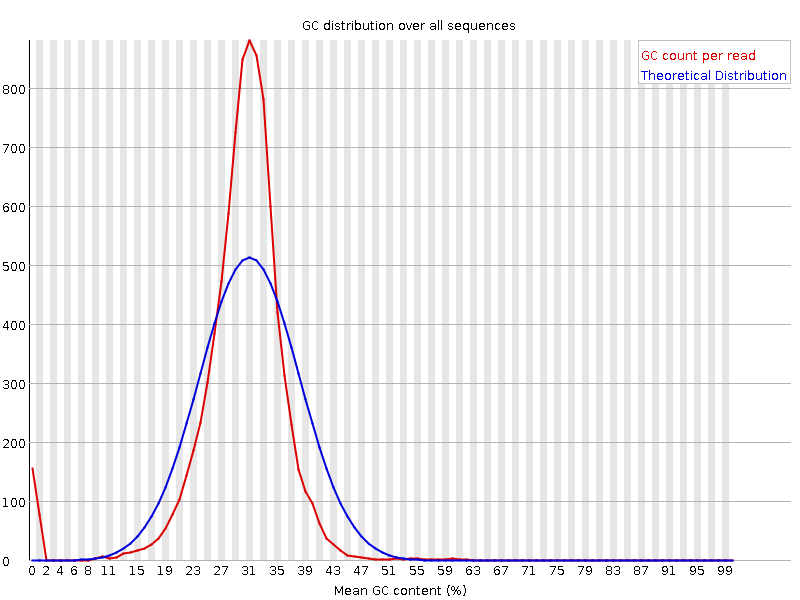 GC distribution over all sequences
GC count per read
Theoretical Distribution
800
700
600
500
400
300
200
100
0
0 2 4 6 8 11 15 19 23 27 31 35 39 43 47 51 55 59 63 67 71 75 79 83 87 91 95 99
Mean GC content (%)